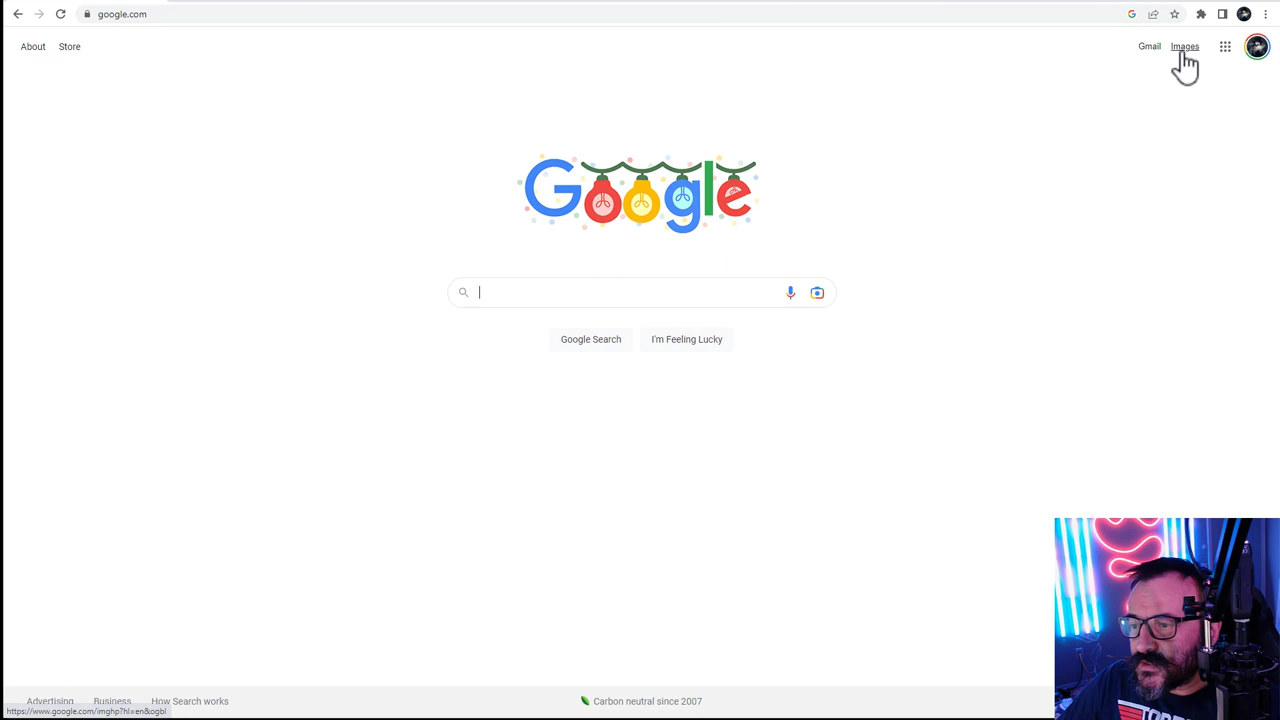 google.com
About Store Gmail Images
Google
Google Search I'm Feeling Lucky
Advertising Business How Search works Carbon neutral since 2007
https://www.google.com/imghp?hl=en&ogbl